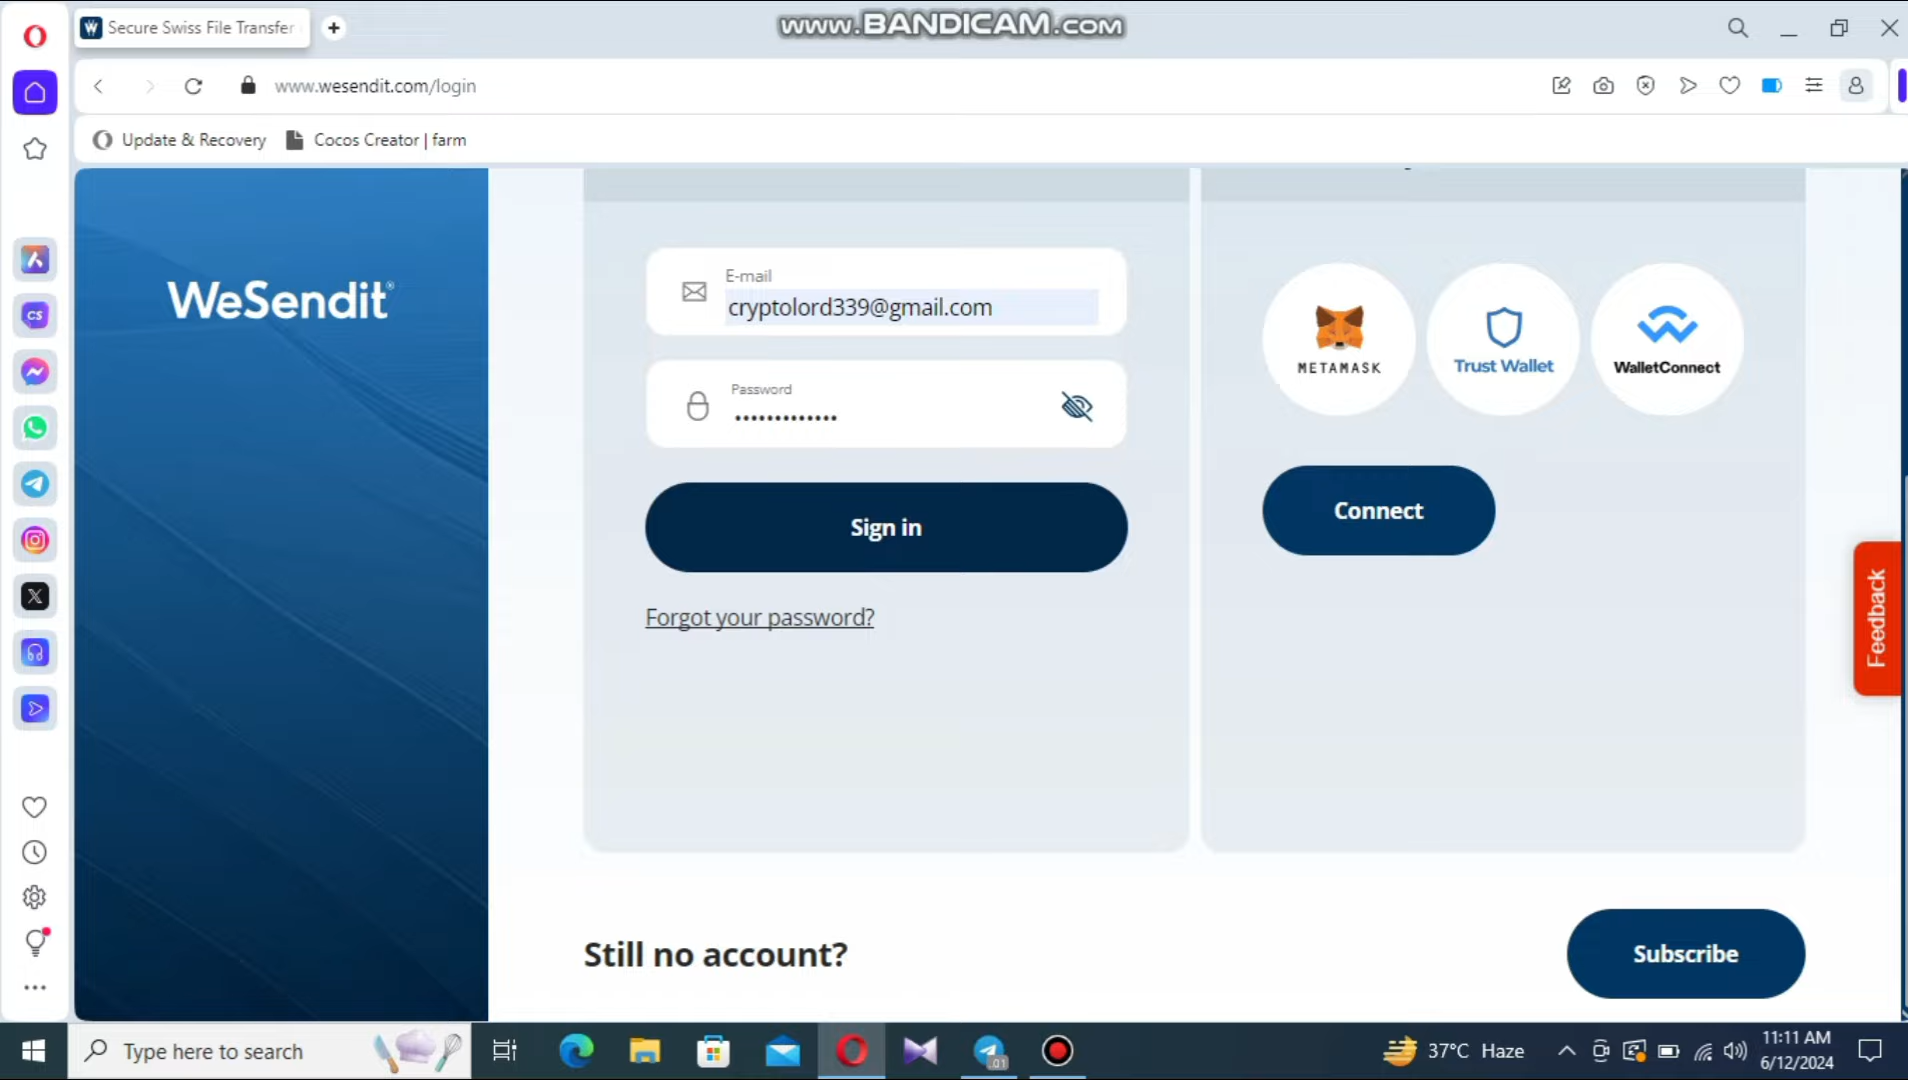 Secure Swiss File Transfer
www.BANDICAM.com
www.wesendit.com/login
Update & Recovery
Cocos Creator | farm
WeSendit®
E-mail
cryptolord339@gmail.com
Password
•••••••••••••
Sign in
Forgot your password?
METAMASK
Trust Wallet
WalletConnect
Connect
Feedback
Still no account?
Subscribe
CS
Type here to search
01
37°C Haze
11:11 AM
6/12/2024